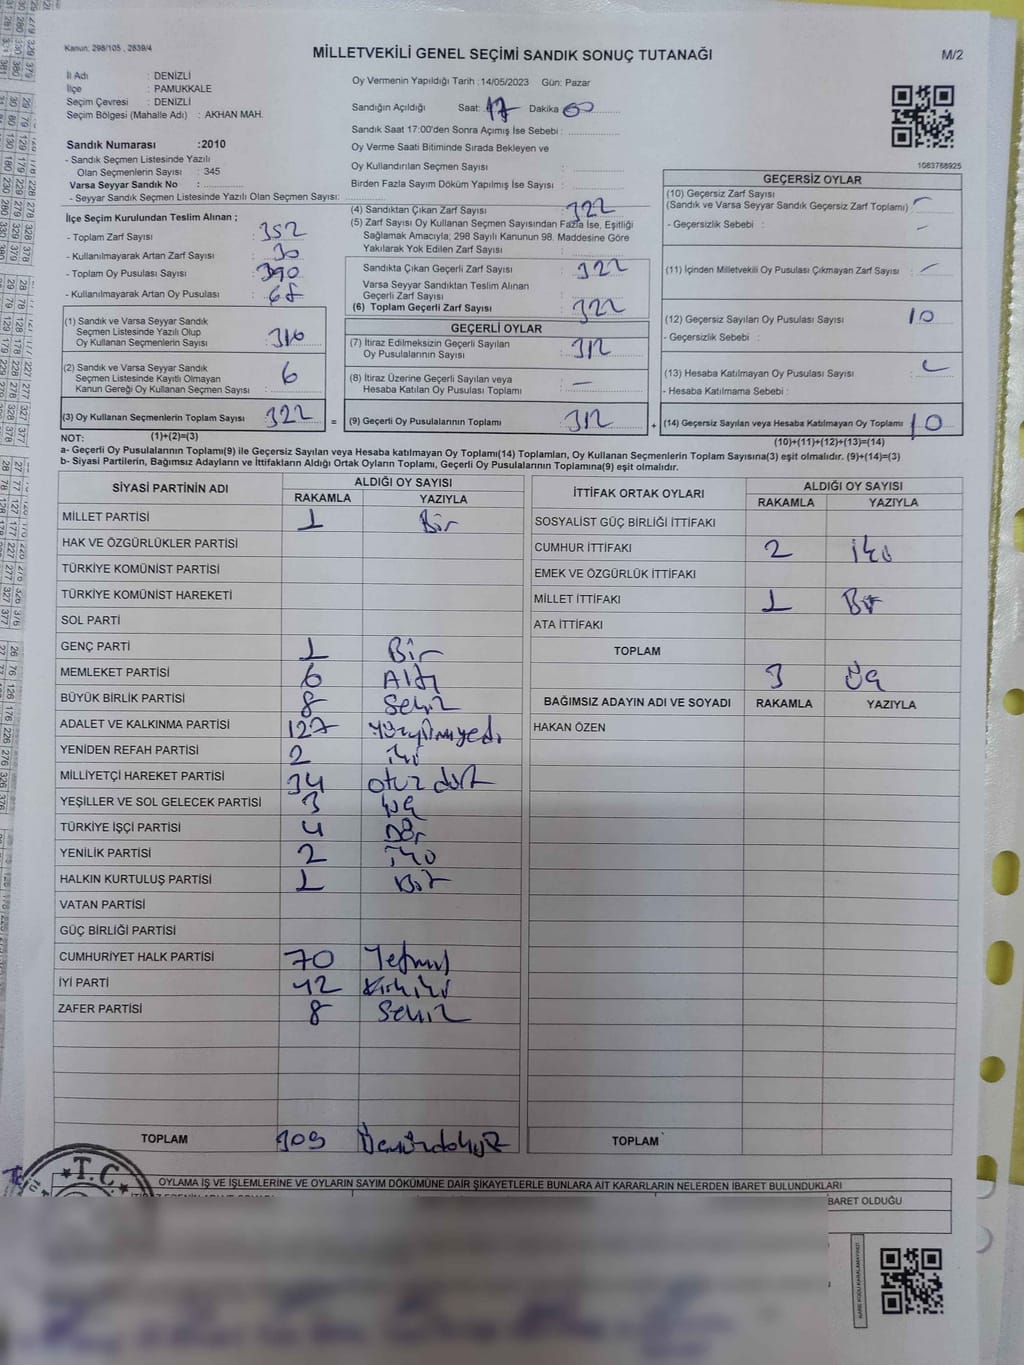 Kanun: 298/105 , 2839/4
MİLLETVEKİLİ GENEL SEÇİMİ SANDIK SONUÇ TUTANAĞI
M/2
İl Adı : DENİZLİ
İlçe : PAMUKKALE
Seçim Çevresi : DENİZLİ
Seçim Bölgesi (Mahalle Adı) : AKHAN MAH.
Sandık Numarası :2010
- Sandık Seçmen Listesinde Yazılı
Olan Seçmenlerin Sayısı : 345
Varsa Seyyar Sandık No :
- Seyyar Sandık Seçmen Listesinde Yazılı Olan Seçmen Sayısı:
Oy Vermenin Yapıldığı Tarih :14/05/2023 Gün: Pazar
Sandığın Açıldığı Saat: 17 Dakika 00
Sandık Saat 17:00'den Sonra Açımış İse Sebebi :
Oy Verme Saati Bitiminde Sırada Bekleyen ve
Oy Kullandırılan Seçmen Sayısı :
Birden Fazla Sayım Döküm Yapılmış İse Sayısı :
1083788925
İlçe Seçim Kurulundan Teslim Alınan ;
- Toplam Zarf Sayısı : 352
- Kullanılmayarak Artan Zarf Sayısı : 30
- Toplam Oy Pusulası Sayısı : 390
- Kullanılmayarak Artan Oy Pusulası : 68
(1) Sandık ve Varsa Seyyar Sandık
Seçmen Listesinde Yazılı Olup
Oy Kullanan Seçmenlerin Sayısı : 316
(2) Sandık ve Varsa Seyyar Sandık
Seçmen Listesinde Kayıtlı Olmayan
Kanun Gereği Oy Kullanan Seçmen Sayısı : 6
(3) Oy Kullanan Seçmenlerin Toplam Sayısı : 322
(4) Sandıktan Çıkan Zarf Sayısı : 322
(5) Zarf Sayısı Oy Kullanan Seçmen Sayısından Fazla İse, Eşitliği
Sağlamak Amacıyla; 298 Sayılı Kanunun 98. Maddesine Göre
Yakılarak Yok Edilen Zarf Sayısı :
Sandıkta Çıkan Geçerli Zarf Sayısı : 322
Varsa Seyyar Sandıktan Teslim Alınan
Geçerli Zarf Sayısı :
(6) Toplam Geçerli Zarf Sayısı : 322
GEÇERLİ OYLAR
(7) İtiraz Edilmeksizin Geçerli Sayılan
Oy Pusulalarının Sayısı : 312
(8) İtiraz Üzerine Geçerli Sayılan veya
Hesaba Katılan Oy Pusulası Toplamı : —
= (9) Geçerli Oy Pusulalarının Toplamı : 312
GEÇERSİZ OYLAR
(10) Geçersiz Zarf Sayısı
(Sandık ve Varsa Seyyar Sandık Geçersiz Zarf Toplamı) : —
- Geçersizlik Sebebi : —
(11) İçinden Milletvekili Oy Pusulası Çıkmayan Zarf Sayısı : —
(12) Geçersiz Sayılan Oy Pusulası Sayısı : 10
- Geçersizlik Sebebi :
(13) Hesaba Katılmayan Oy Pusulası Sayısı :
- Hesaba Katılmama Sebebi :
+ (14) Geçersiz Sayılan veya Hesaba Katılmayan Oy Toplamı : 10
NOT: (1)+(2)=(3)
(10)+(11)+(12)+(13)=(14)
a- Geçerli Oy Pusulalarının Toplamı(9) ile Geçersiz Sayılan veya Hesaba katılmayan Oy Toplamı(14) Toplamları, Oy Kullanan Seçmenlerin Toplam Sayısına(3) eşit olmalıdır. (9)+(14)=(3)
b- Siyasi Partilerin, Bağımsız Adayların ve İttifakların Aldığı Ortak Oyların Toplamı, Geçerli Oy Pusulalarının Toplamına(9) eşit olmalıdır.
SİYASİ PARTİNİN ADI ALDIĞI OY SAYISI
RAKAMLA YAZIYLA
MİLLET PARTİSİ 1 Bir
HAK VE ÖZGÜRLÜKLER PARTİSİ
TÜRKİYE KOMÜNİST PARTİSİ
TÜRKİYE KOMÜNİST HAREKETİ
SOL PARTİ
GENÇ PARTİ 1 Bir
MEMLEKET PARTİSİ 6 Altı
BÜYÜK BİRLİK PARTİSİ 8 Sekiz
ADALET VE KALKINMA PARTİSİ 127 Yüzyirmiyedi
YENİDEN REFAH PARTİSİ 2 iki
MİLLİYETÇİ HAREKET PARTİSİ 34 otuz dört
YEŞİLLER VE SOL GELECEK PARTİSİ 3 üç
TÜRKİYE İŞÇİ PARTİSİ 4 Dör
YENİLİK PARTİSİ 2 iki
HALKIN KURTULUŞ PARTİSİ 1 Bir
VATAN PARTİSİ
GÜÇ BİRLİĞİ PARTİSİ
CUMHURİYET HALK PARTİSİ 70 Yetmiş
İYİ PARTİ 42 Kırkiki
ZAFER PARTİSİ 8 Sekiz
TOPLAM 309 Üçyüzdokuz
İTTİFAK ORTAK OYLARI ALDIĞI OY SAYISI
RAKAMLA YAZIYLA
SOSYALİST GÜÇ BİRLİĞİ İTTİFAKI
CUMHUR İTTİFAKI 2 iki
EMEK VE ÖZGÜRLÜK İTTİFAKI
MİLLET İTTİFAKI 1 Bir
ATA İTTİFAKI
TOPLAM 3 üç
BAĞIMSIZ ADAYIN ADI VE SOYADI RAKAMLA YAZIYLA
HAKAN ÖZEN
TOPLAM
T.C.
OYLAMA İŞ VE İŞLEMLERİNE VE OYLARIN SAYIM DÖKÜMÜNE DAİR ŞİKAYETLERLE BUNLARA AİT KARARLARIN NELERDEN İBARET BULUNDUKLARI
İBARET OLDUĞU
KARE KODU KARALAMAYINIZ!